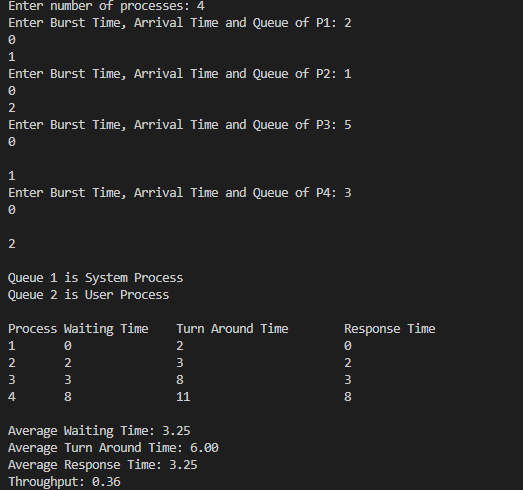 Enter number of processes: 4
Enter Burst Time, Arrival Time and Queue of P1: 2
0
1
Enter Burst Time, Arrival Time and Queue of P2: 1
0
2
Enter Burst Time, Arrival Time and Queue of P3: 5
0
1
Enter Burst Time, Arrival Time and Queue of P4: 3
0
2
Queue 1 is System Process
Queue 2 is User Process
Process Waiting Time Turn Around Time Response Time
1 0 2 0
2 2 3 2
3 3 8 3
4 8 11 8
Average Waiting Time: 3.25
Average Turn Around Time: 6.00
Average Response Time: 3.25
Throughput: 0.36